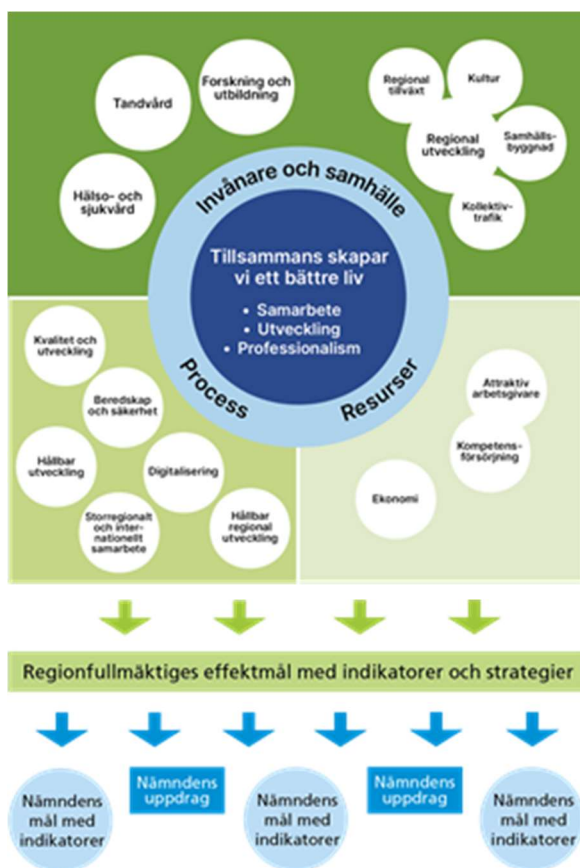 Tandvård
Forskning och
utbildning
Hälso- och
sjukvård
Regional
tillväxt
Kultur
Regional
utveckling
Samhälls-
byggnad
Kollektiv-
trafik
Invånare och samhälle
Tillsammans skapar
vi ett bättre liv
• Samarbete
• Utveckling
• Professionalism
Process
Resurser
Kvalitet och
utveckling
Beredskap
och säkerhet
Hållbar
utveckling
Digitalisering
Storregionalt
och inter-
nationellt
samarbete
Hållbar
regional
utveckling
Attraktiv
arbetsgivare
Kompetens-
försörjning
Ekonomi
Regionfullmäktiges effektmål med indikatorer och strategier
Nämndens
mål med
indikatorer
Nämndens
uppdrag
Nämndens
mål med
indikatorer
Nämndens
uppdrag
Nämndens
mål med
indikatorer